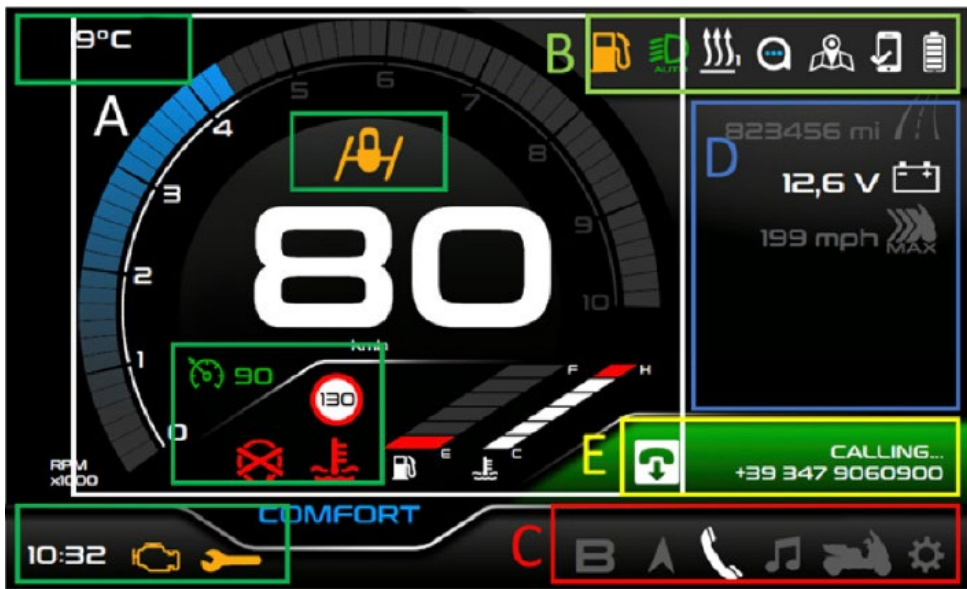 9°C
A
B
AUTO
0
1
2
3
4
5
6
7
8
9
10
RPM
x1000
80
km/h
90
130
E
F
C
H
D
823456 mi
12,6 V
199 mph
MAX
E
CALLING...
+39 347 9060900
COMFORT
10:32
C
B